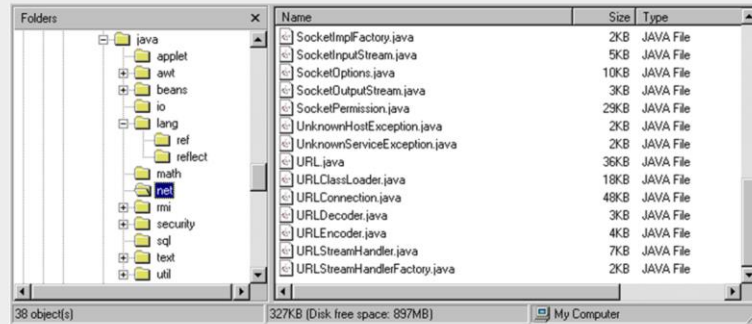 Folders
java
applet
awt
beans
io
lang
ref
reflect
math
net
rmi
security
sql
text
util
Name Size Type
SocketImplFactory.java 2KB JAVA File
SocketInputStream.java 5KB JAVA File
SocketOptions.java 10KB JAVA File
SocketOutputStream.java 3KB JAVA File
SocketPermission.java 29KB JAVA File
UnknownHostException.java 2KB JAVA File
UnknownServiceException.java 2KB JAVA File
URL.java 36KB JAVA File
URLClassLoader.java 18KB JAVA File
URLConnection.java 48KB JAVA File
URLDecoder.java 3KB JAVA File
URLEncoder.java 4KB JAVA File
URLStreamHandler.java 7KB JAVA File
URLStreamHandlerFactory.java 2KB JAVA File
38 object(s) 327KB (Disk free space: 897MB) My Computer